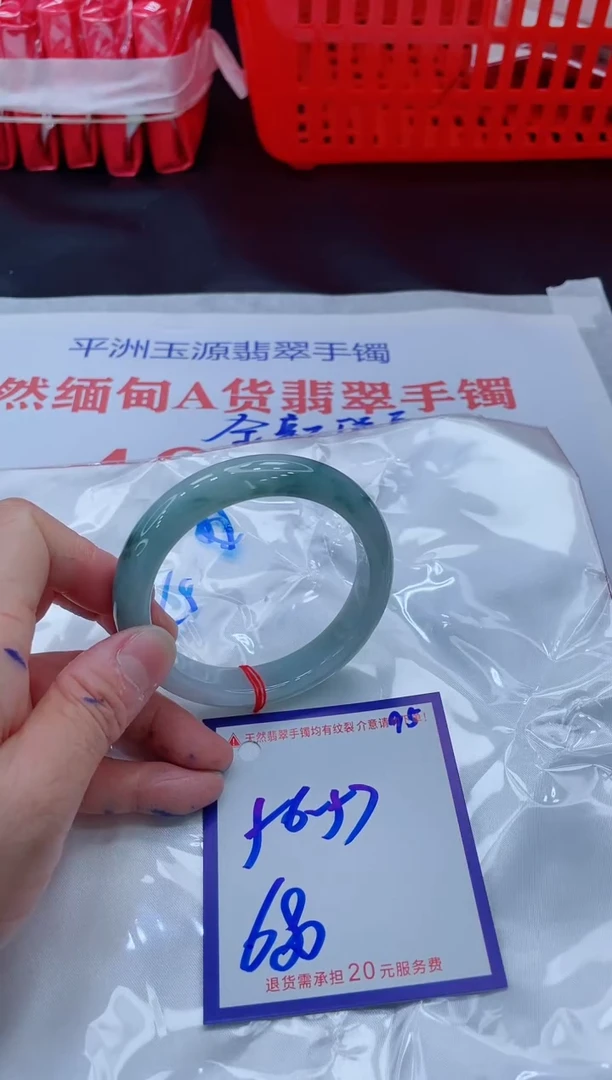 平洲玉源翡翠手镯
然缅甸A货翡翠手镯
天然翡翠手镯均有纹裂 介意请
95
56-57
680
退货需承担20元服务费